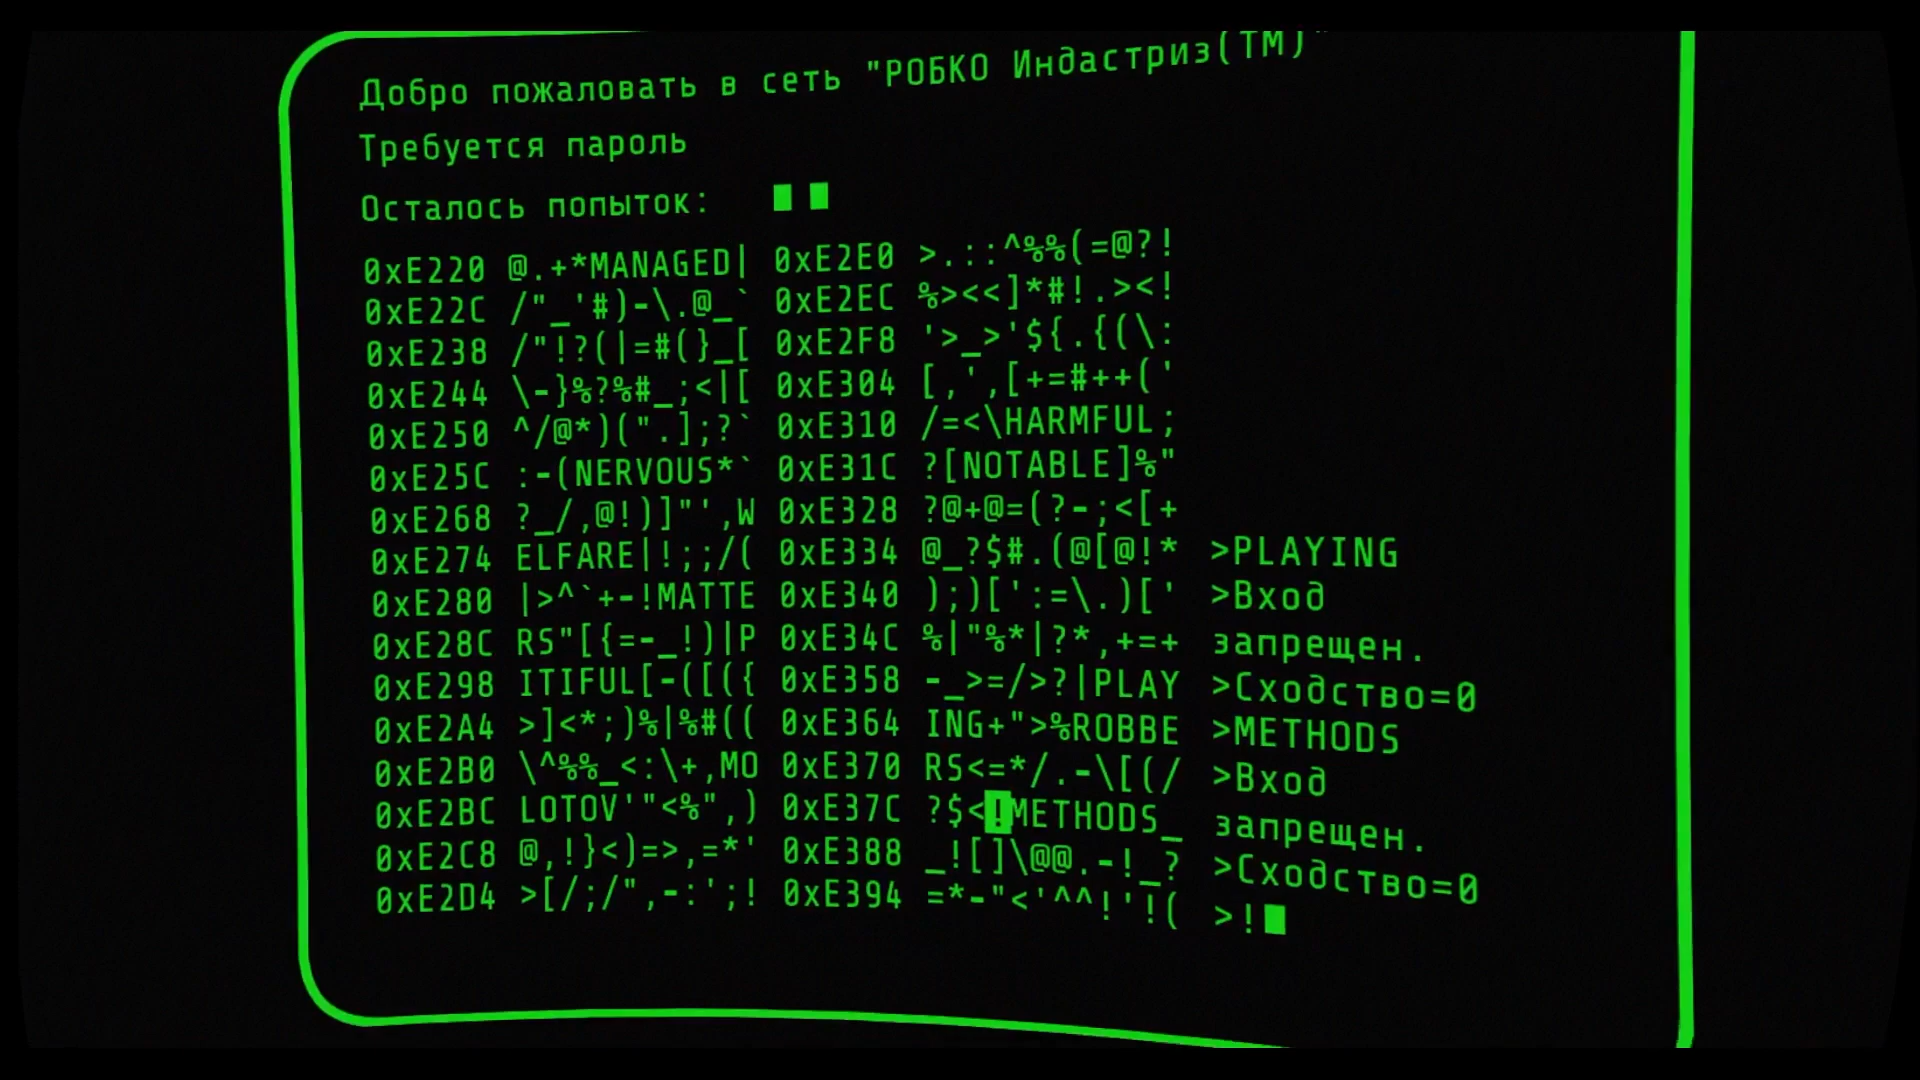 Добро пожаловать в сеть "РОБКО Индастриз(ТМ)"
Требуется пароль
Осталось попыток: █ █
0xE220 @.+*MANAGED| 0xE2E0 >.::^%%(=@?!
0xE22C /"_'#)-\.@_` 0xE2EC %><<]*#!.><!
0xE238 /"!?(|=#(}_[ 0xE2F8 '>_>'${.{(\:
0xE244 \-}%?%#_;<|[ 0xE304 [,',[+=#++('
0xE250 ^/@*)(".];?` 0xE310 /=<\HARMFUL;
0xE25C :-(NERVOUS*` 0xE31C ?[NOTABLE]%"
0xE268 ?_/,@!)]"',W 0xE328 ?@+@=(?-;<[+
0xE274 ELFARE|!;;/( 0xE334 @_?$#.(@[@!* >PLAYING
0xE280 |>^`+-!MATTE 0xE340 );)[':=\.)[' >Вход
0xE28C RS"[{=-_!)|P 0xE34C %|"%*|?*,+=+ запрещен.
0xE298 ITIFUL[-([({ 0xE358 -_>=/>?|PLAY >Сходство=0
0xE2A4 >]<*;)%|%#(( 0xE364 ING+">%ROBBE >METHODS
0xE2B0 \^%%_<:\+,MO 0xE370 RS<=*/.-\[(/ >Вход
0xE2BC LOTOV'"<%",) 0xE37C ?$<!METHODS_ запрещен.
0xE2C8 @,!}<)=>,=*' 0xE388 _![]\@@.-!_? >Сходство=0
0xE2D4 >[/;/",-:';! 0xE394 =*-"<'^^!'!( >!█